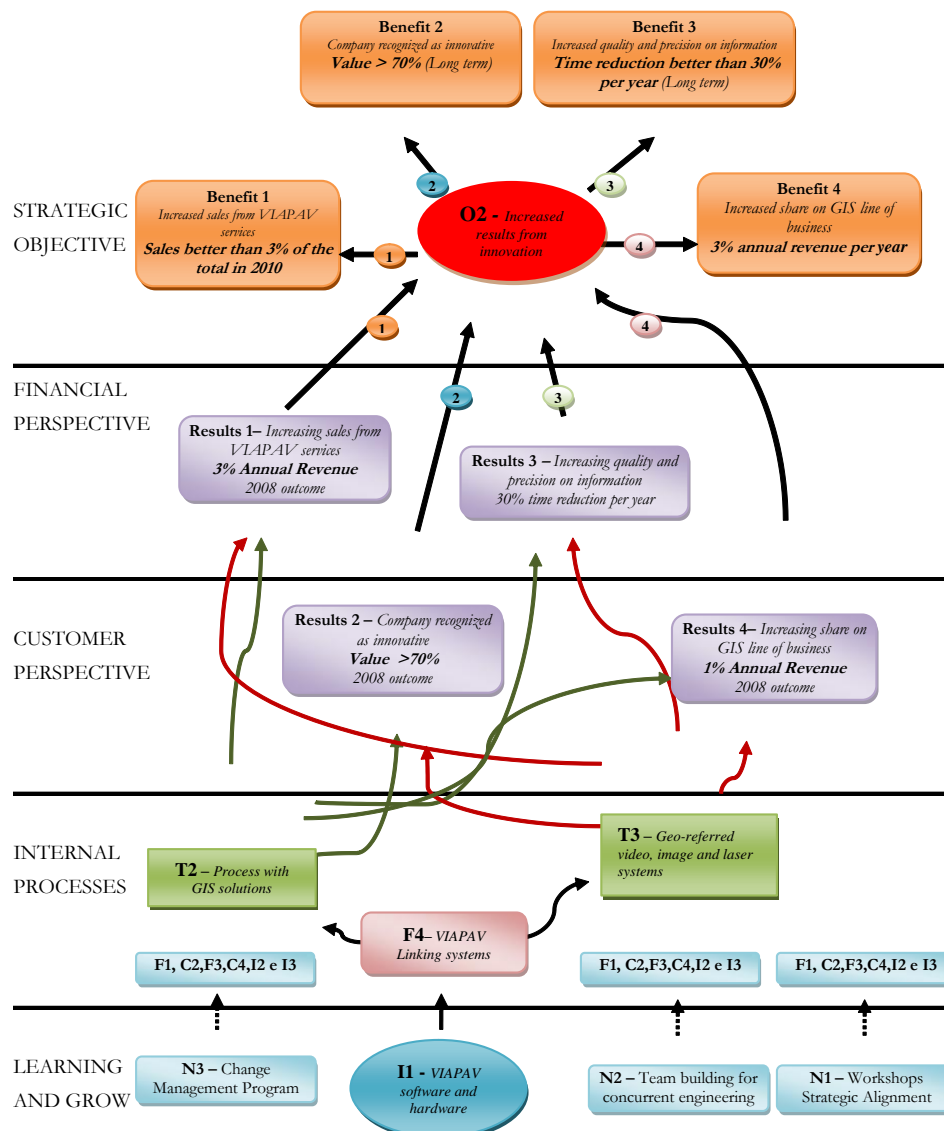 Benefit 2
Company recognized as innovative
Value > 70% (Long term)
Benefit 3
Increased quality and precision on information
Time reduction better than 30%
per year (Long term)
2
3
STRATEGIC
OBJECTIVE
Benefit 1
Increased sales from VIAPAV
services
Sales better than 3% of the
total in 2010
O2 - Increased
results from
innovation
Benefit 4
Increased share on GIS line of
business
3% annual revenue per year
1
4
1
4
FINANCIAL
PERSPECTIVE
2
3
Results 1– Increasing sales from
VIAPAV services
3% Annual Revenue
2008 outcome
Results 3 – Increasing quality and
precision on information
30% time reduction per year
CUSTOMER
PERSPECTIVE
Results 2 – Company recognized
as innovative
Value >70%
2008 outcome
Results 4– Increasing share on
GIS line of business
1% Annual Revenue
2008 outcome
INTERNAL
PROCESSES
T2 – Process with
GIS solutions
T3 – Geo-referred
video, image and laser
systems
F4– VIAPAV
Linking systems
F1, C2,F3,C4,I2 e I3
F1, C2,F3,C4,I2 e I3
F1, C2,F3,C4,I2 e I3
LEARNING
AND GROW
N3 – Change
Management Program
I1 - VIAPAV
software and
hardware
N2 – Team building for
concurrent engineering
N1 – Workshops
Strategic Alignment